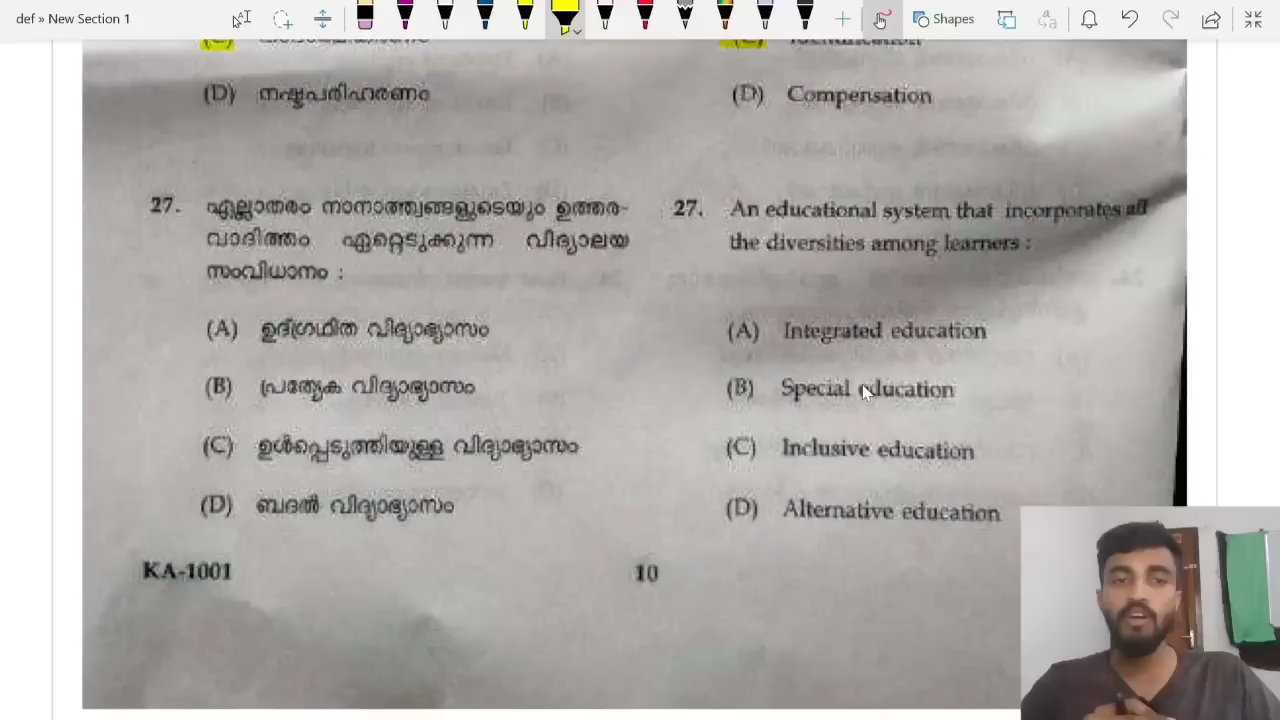 def » New Section 1
Shapes
(D) നഷ്ടപരിഹരണം
27. എല്ലാതരം നാനാത്ത്വങ്ങളുടെയും ഉത്തര-
വാദിത്തം ഏറ്റെടുക്കുന്ന വിദ്യാലയ
സംവിധാനം :
(A) ഉദ്ഗ്രഥിത വിദ്യാഭ്യാസം
(B) പ്രത്യേക വിദ്യാഭ്യാസം
(C) ഉൾപ്പെടുത്തിയുള്ള വിദ്യാഭ്യാസം
(D) ബദൽ വിദ്യാഭ്യാസം
(C) Identification
(D) Compensation
27. An educational system that incorporates all
the diversities among learners :
(A) Integrated education
(B) Special education
(C) Inclusive education
(D) Alternative education
KA-1001
10